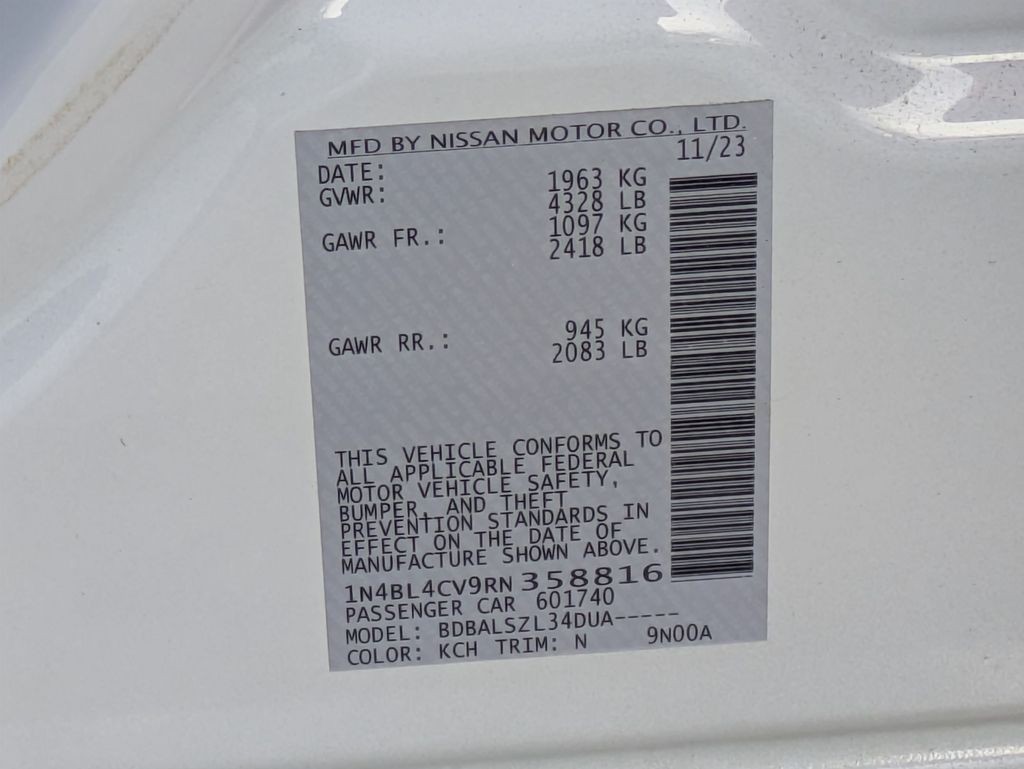 MFD BY NISSAN MOTOR CO., LTD.
DATE: 11/23
GVWR: 1963 KG
4328 LB
GAWR FR.: 1097 KG
2418 LB
GAWR RR.: 945 KG
2083 LB
THIS VEHICLE CONFORMS TO
ALL APPLICABLE FEDERAL
MOTOR VEHICLE SAFETY,
BUMPER, AND THEFT
PREVENTION STANDARDS IN
EFFECT ON THE DATE OF
MANUFACTURE SHOWN ABOVE.
1N4BL4CV9RN358816
PASSENGER CAR 601740
MODEL: BDBALSZL34DUA-----
COLOR: KCH TRIM: N 9N00A